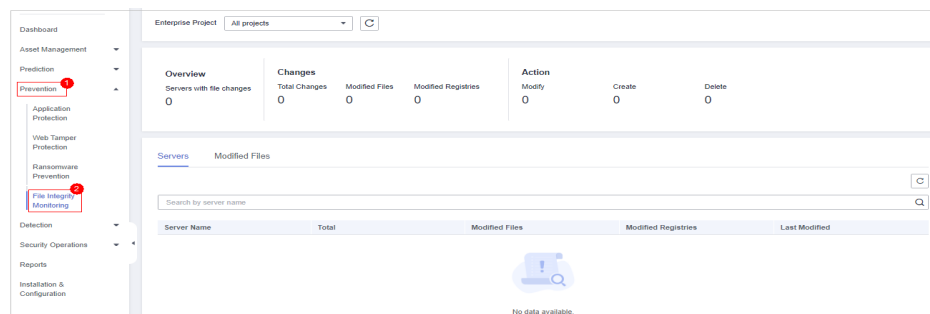 Dashboard
Asset Management
Prediction
Prevention
1
Application
Protection
Web Tamper
Protection
Ransomware
Prevention
2
File Integrity
Monitoring
Detection
Security Operations
Reports
Installation &
Configuration
Enterprise Project All projects
Overview
Servers with file changes
0
Changes
Total Changes Modified Files Modified Registries
0 0 0
Action
Modify Create Delete
0 0 0
Servers Modified Files
Search by server name
Server Name Total Modified Files Modified Registries Last Modified
No data available.